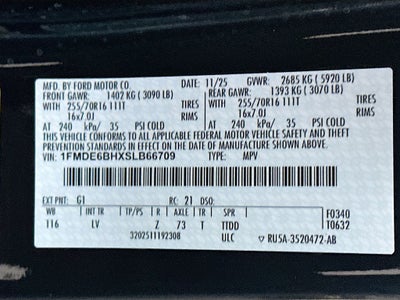 MFD. BY FORD MOTOR CO. DATE: 11/25 GVWR: 2685 KG (5920 LB)
FRONT GAWR: 1402 KG (3090 LB) REAR GAWR: 1393 KG (3070 LB)
WITH 255/70R16 111T TIRES WITH 255/70R16 111T TIRES
16x7.0J RIMS 16x7.0J RIMS
AT 240 kPa/ 35 PSI COLD AT 240 kPa/ 35 PSI COLD
THIS VEHICLE CONFORMS TO ALL APPLICABLE FEDERAL MOTOR VEHICLE SAFETY AND THEFT PREVENTION STANDARDS IN EFFECT ON THE DATE OF MANUFACTURE SHOWN ABOVE.
VIN: 1FMDE6BHXSLB66709 TYPE: MPV
EXT PNT: G1 RC: 21 DSO:
WB INT TR TP/PS R AXLE TR SPR F0340
116 LV Z 73 T TTDD T0632
3202511192308 ULC RU5A-3520472-AB